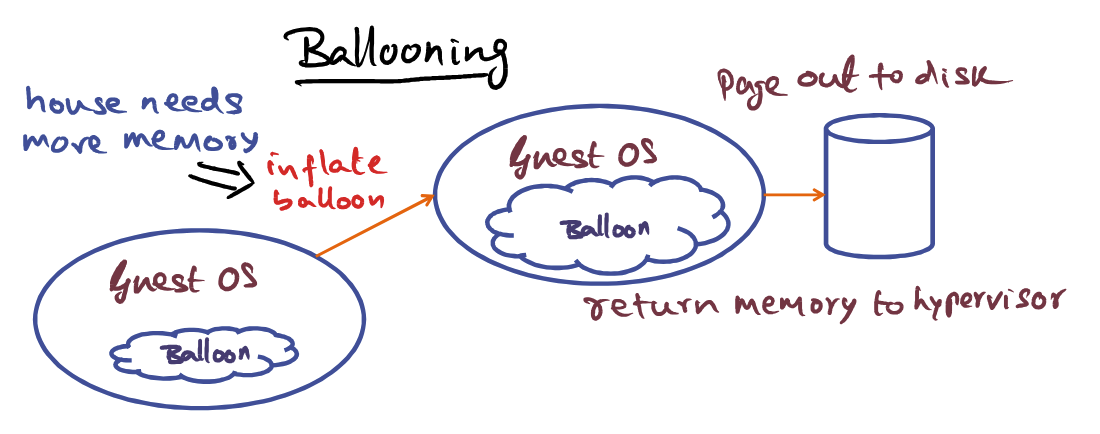 Ballooning
house needs
more memory
inflate
balloon
Guest OS
Balloon
Guest OS
Balloon
Page out to disk
return memory to hypervisor